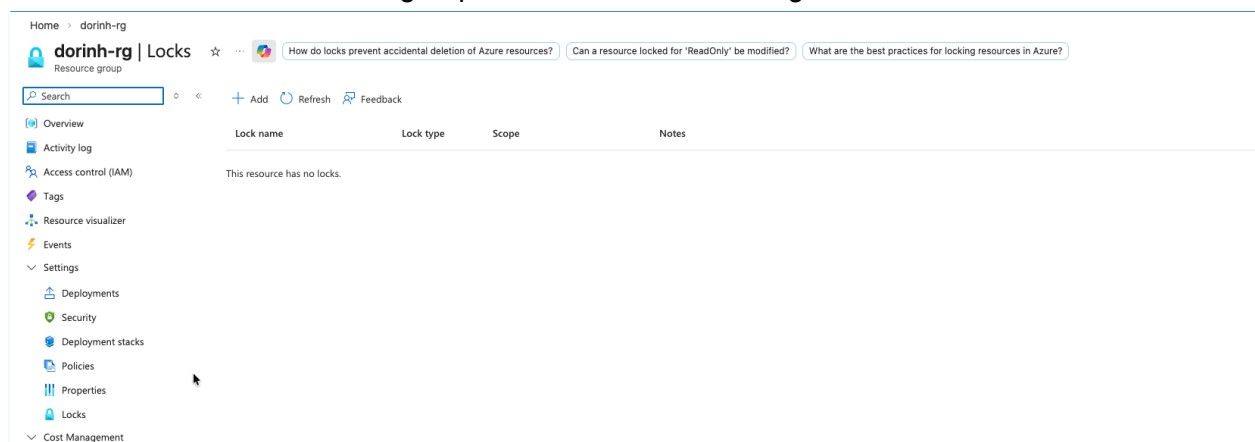 Home > dorinh-rg
dorinh-rg | Locks
Resource group
How do locks prevent accidental deletion of Azure resources?
Can a resource locked for 'ReadOnly' be modified?
What are the best practices for locking resources in Azure?
Search
Add Refresh Feedback
Overview
Activity log
Access control (IAM)
Tags
Resource visualizer
Events
Settings
Deployments
Security
Deployment stacks
Policies
Properties
Locks
Cost Management
Lock name Lock type Scope Notes
This resource has no locks.